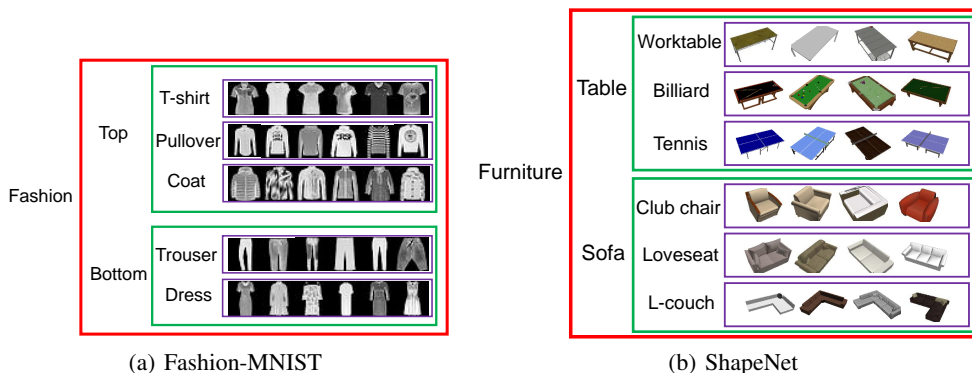 Fashion
Top
T-shirt
Pullover
Coat
Bottom
Trouser
Dress
(a) Fashion-MNIST
Furniture
Table
Worktable
Billiard
Tennis
Sofa
Club chair
Loveseat
L-couch
(b) ShapeNet